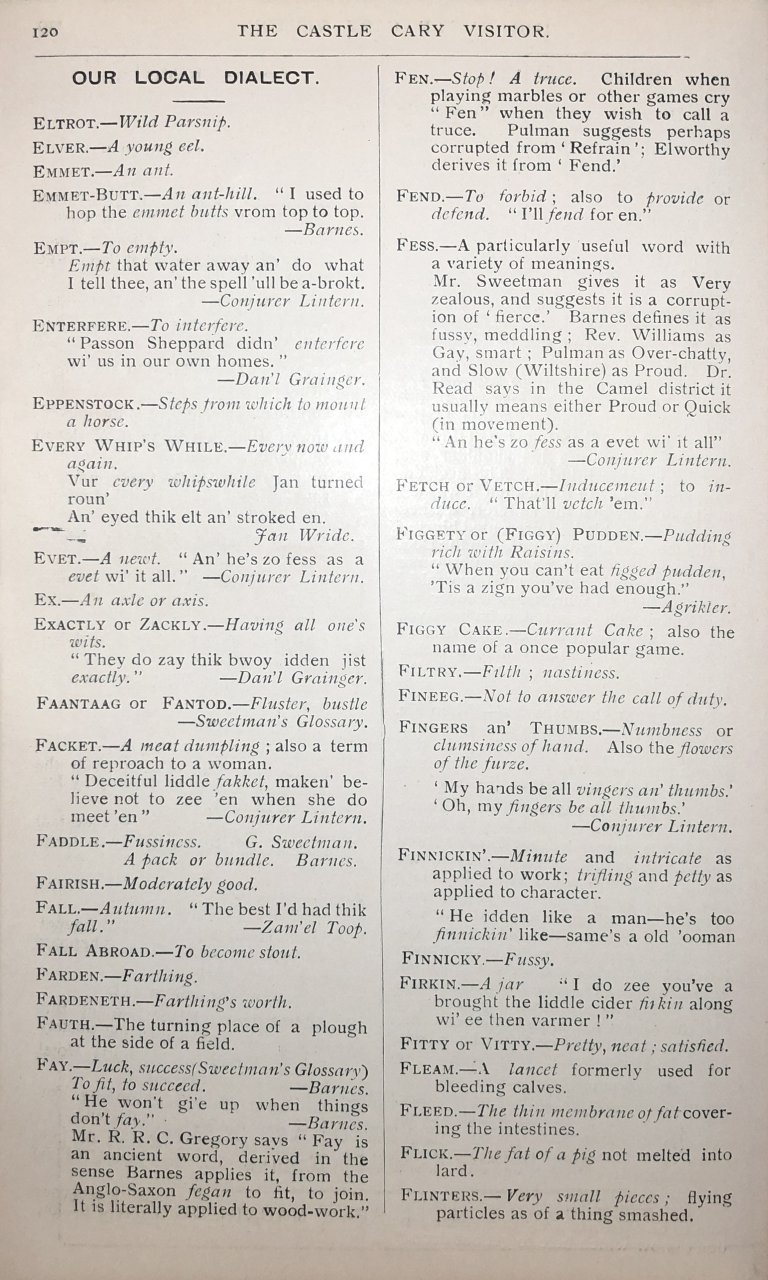 120
THE CASTLE CARY VISITOR.
OUR LOCAL DIALECT.
ELTROT.—Wild Parsnip.
ELVER.—A young eel.
EMMET.—An ant.
EMMET-BUTT.—An ant-hill. “ I used to
hop the emmet butts vrom top to top.
—Barnes.
EMPT.—To empty.
Empt that water away an’ do what
I tell thee, an’ the spell ’ull be a-brokt.
—Conjurer Lintern.
ENTERFERE.—To interfere.
“ Passon Sheppard didn’ enterfere
wi’ us in our own homes. ”
—Dan’l Grainger.
EPPENSTOCK.—Steps from which to mount
a horse.
EVERY WHIP’S WHILE.—Every now and
again.
Vur every whipswhile Jan turned
roun’
An’ eyed thik elt an’ stroked en.
Jan Wride.
EVET.—A newt. “ An’ he’s zo fess as a
evet wi’ it all.” —Conjurer Lintern.
EX.—An axle or axis.
EXACTLY or ZACKLY.—Having all one’s
wits.
“ They do zay thik bwoy idden jist
exactly.” —Dan’l Grainger.
FAANTAAG or FANTOD.—Fluster, bustle
—Sweetman’s Glossary.
FACKET.—A meat dumpling ; also a term
of reproach to a woman.
“ Deceitful liddle fakket, maken’ be-
lieve not to zee ’en when she do
meet ’en ” —Conjurer Lintern.
FADDLE.—Fussiness. G. Sweetman.
A pack or bundle. Barnes.
FAIRISH.—Moderately good.
FALL.—Autumn. “ The best I’d had thik
fall.” —Zam’el Toop.
FALL ABROAD.—To become stout.
FARDEN.—Farthing.
FARDENETH.—Farthing’s worth.
FAUTH.—The turning place of a plough
at the side of a field.
FAY.—Luck, success(Sweetman’s Glossary)
To fit, to succeed. —Barnes.
“ He won’t gi’e up when things
don’t fay.” —Barnes.
Mr. R. R. C. Gregory says “ Fay is
an ancient word, derived in the
sense Barnes applies it, from the
Anglo-Saxon fegan to fit, to join.
It is literally applied to wood-work.”
FEN.—Stop ! A truce. Children when
playing marbles or other games cry
“ Fen ” when they wish to call a
truce. Pulman suggests perhaps
corrupted from ‘ Refrain ’; Elworthy
derives it from ‘ Fend.’
FEND.—To forbid ; also to provide or
defend. “ I’ll fend for en.”
FESS.—A particularly useful word with
a variety of meanings.
Mr. Sweetman gives it as Very
zealous, and suggests it is a corrupt-
ion of ‘ fierce.’ Barnes defines it as
fussy, meddling ; Rev. Williams as
Gay, smart ; Pulman as Over-chatty,
and Slow (Wiltshire) as Proud. Dr.
Read says in the Camel district it
usually means either Proud or Quick
(in movement).
“ An he’s zo fess as a evet wi’ it all”
—Conjurer Lintern.
FETCH or VETCH.—Inducement ; to in-
duce. “ That’ll vetch ’em.”
FIGGETY or (FIGGY) PUDDEN.—Pudding
rich with Raisins.
“ When you can’t eat figged pudden,
’Tis a zign you’ve had enough.”
—Agrikler.
FIGGY CAKE.—Currant Cake ; also the
name of a once popular game.
FILTRY.—Filth ; nastiness.
FINEEG.—Not to answer the call of duty.
FINGERS an’ THUMBS.—Numbness or
clumsiness of hand. Also the flowers
of the furze.
‘ My hands be all vingers an’ thumbs.’
‘ Oh, my fingers be all thumbs.’
—Conjurer Lintern.
FINNICKIN’.—Minute and intricate as
applied to work; trifling and petty as
applied to character.
“ He idden like a man—he’s too
finnickin’ like—same’s a old ’ooman
FINNICKY.—Fussy.
FIRKIN.—A jar “ I do zee you’ve a
brought the liddle cider firkin along
wi’ ee then varmer ! ”
FITTY or VITTY.—Pretty, neat ; satisfied.
FLEAM.—A lancet formerly used for
bleeding calves.
FLEED.—The thin membrane of fat cover-
ing the intestines.
FLICK.—The fat of a pig not melted into
lard.
FLINTERS.— Very small pieces ; flying
particles as of a thing smashed.